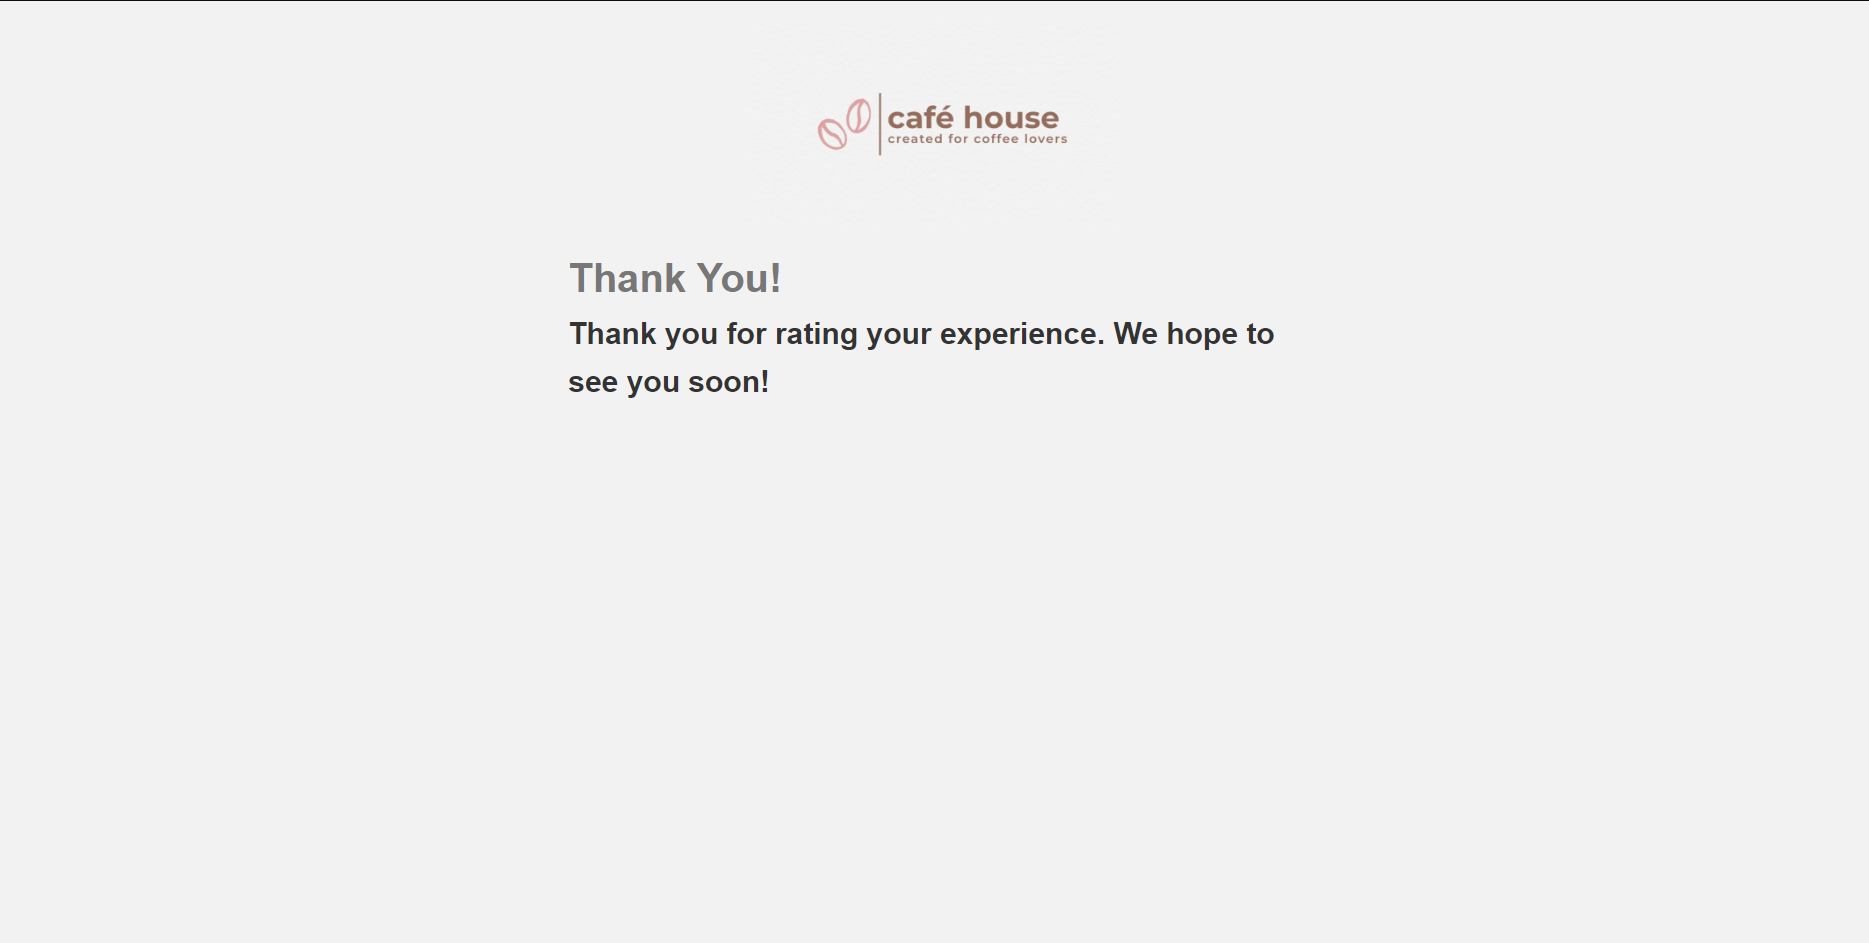 café house
created for coffee lovers
Thank You!
Thank you for rating your experience. We hope to
see you soon!